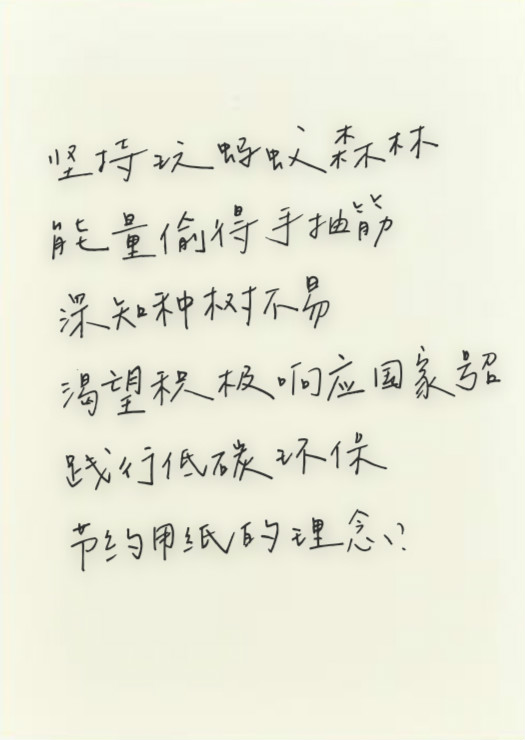 坚持玩蚂蚁森林
能量偷得手抽筋
深知种树不易
渴望积极响应国家号召
践行低碳环保
节约用纸的理念